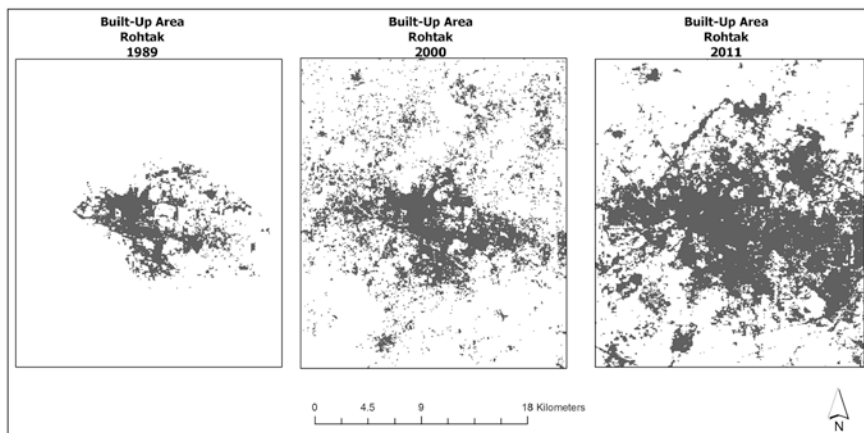 Built-Up Area
Rohtak
1989
Built-Up Area
Rohtak
2000
Built-Up Area
Rohtak
2011
0 4.5 9 18 Kilometers
N